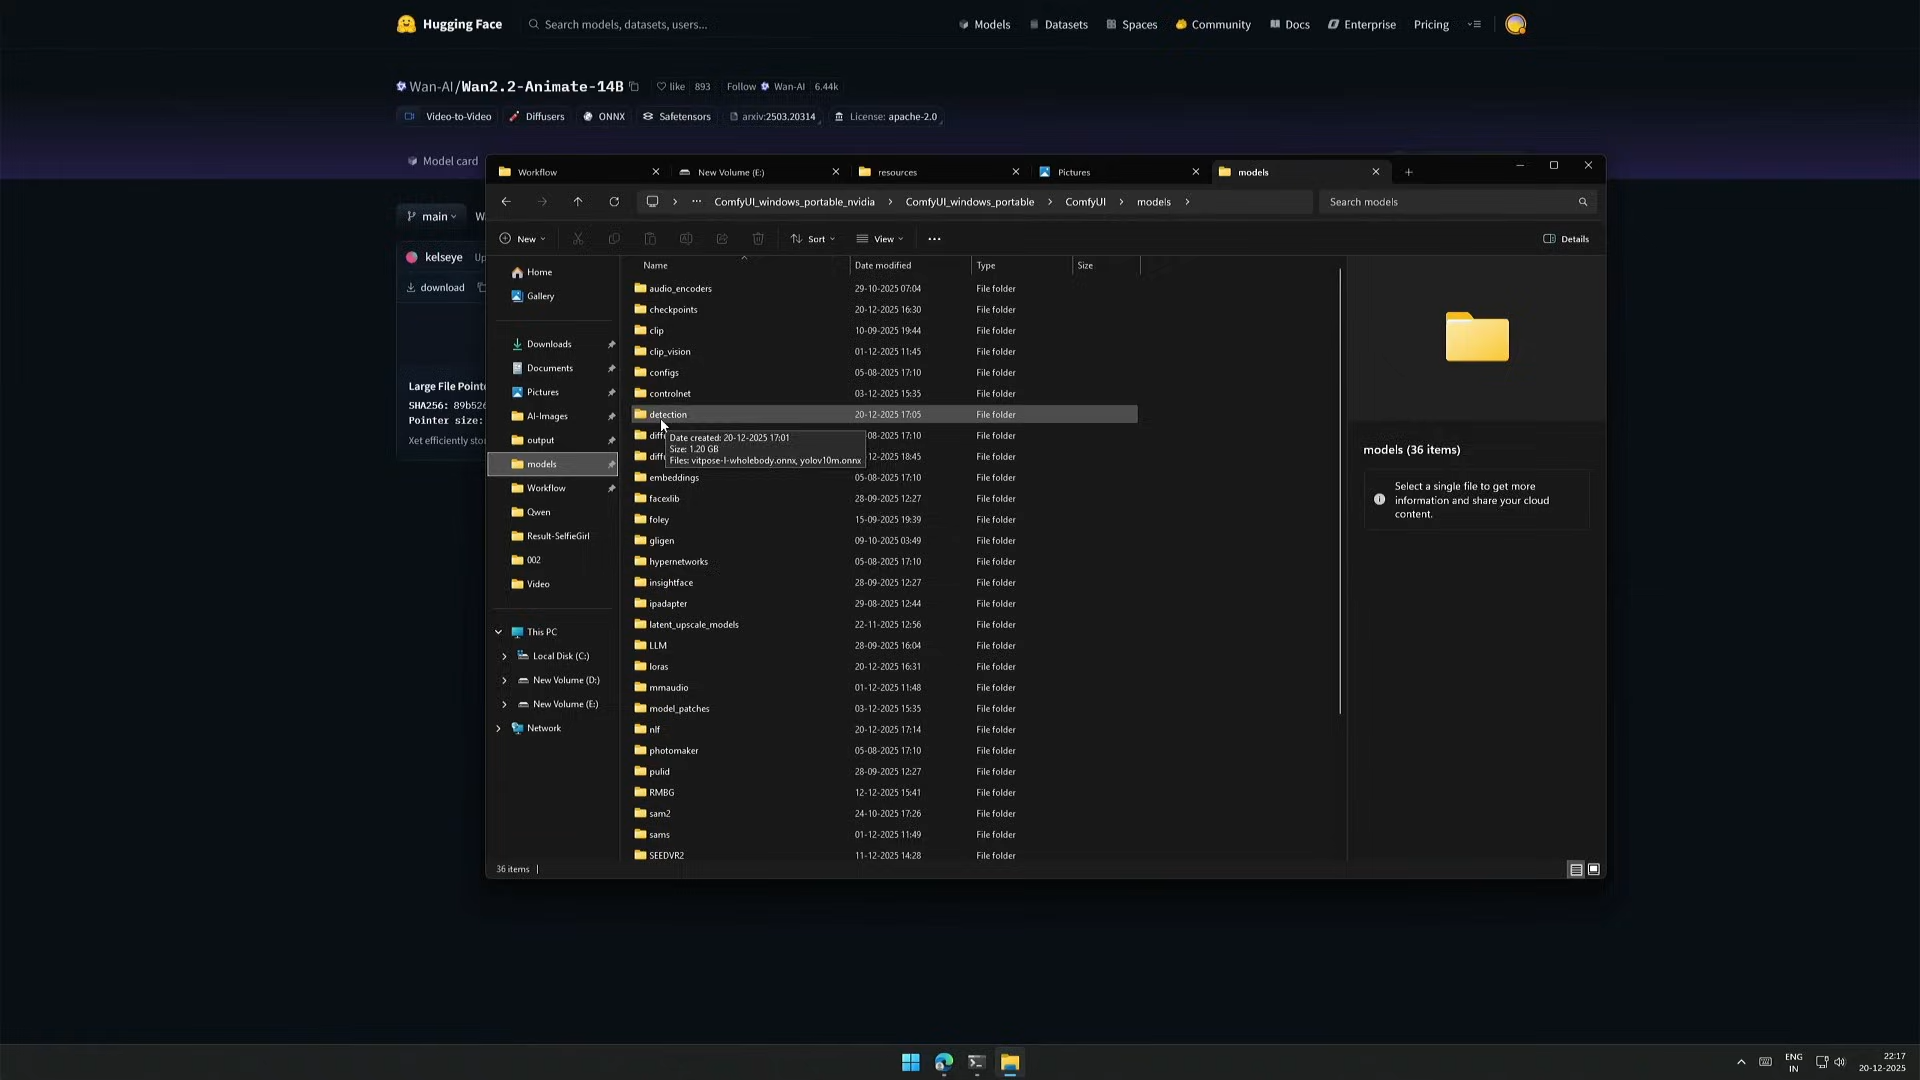 Hugging Face
Search models, datasets, users...
Models
Datasets
Spaces
Community
Docs
Enterprise
Pricing
Wan-AI/Wan2.2-Animate-14B
like 893
Follow Wan-AI 6.44k
Video-to-Video
Diffusers
ONNX
Safetensors
arxiv:2503.20314
License: apache-2.0
Model card
main
kelseye
download
Large File Pointe
SHA256: 89b526
Pointer size:
Xet efficiently sto
Workflow
New Volume (E:)
resources
Pictures
models
ComfyUI_windows_portable_nvidia > ComfyUI_windows_portable > ComfyUI > models >
Search models
New
Sort
View
Details
Home
Gallery
Downloads
Documents
Pictures
AI-Images
output
models
Workflow
Qwen
Result-SelfieGirl
002
Video
This PC
Local Disk (C:)
New Volume (D:)
New Volume (E:)
Network
Name Date modified Type Size
audio_encoders 29-10-2025 07:04 File folder
checkpoints 20-12-2025 16:30 File folder
clip 10-09-2025 19:44 File folder
clip_vision 01-12-2025 11:45 File folder
configs 05-08-2025 17:10 File folder
controlnet 03-12-2025 15:35 File folder
detection 20-12-2025 17:05 File folder
diff -08-2025 17:10 File folder
diff -12-2025 18:45 File folder
Date created: 20-12-2025 17:01
Size: 1.20 GB
Files: vitpose-l-wholebody.onnx, yolov10m.onnx
embeddings 05-08-2025 17:10 File folder
facexlib 28-09-2025 12:27 File folder
foley 15-09-2025 19:39 File folder
gligen 09-10-2025 03:49 File folder
hypernetworks 05-08-2025 17:10 File folder
insightface 28-09-2025 12:27 File folder
ipadapter 29-08-2025 12:44 File folder
latent_upscale_models 22-11-2025 12:56 File folder
LLM 28-09-2025 16:04 File folder
loras 20-12-2025 16:31 File folder
mmaudio 01-12-2025 11:48 File folder
model_patches 03-12-2025 15:35 File folder
nlf 20-12-2025 17:14 File folder
photomaker 05-08-2025 17:10 File folder
pulid 28-09-2025 12:27 File folder
RMBG 12-12-2025 15:41 File folder
sam2 24-10-2025 17:26 File folder
sams 01-12-2025 11:49 File folder
SEEDVR2 11-12-2025 14:28 File folder
models (36 items)
Select a single file to get more
information and share your cloud
content.
36 items
ENG
IN
22:17
20-12-2025